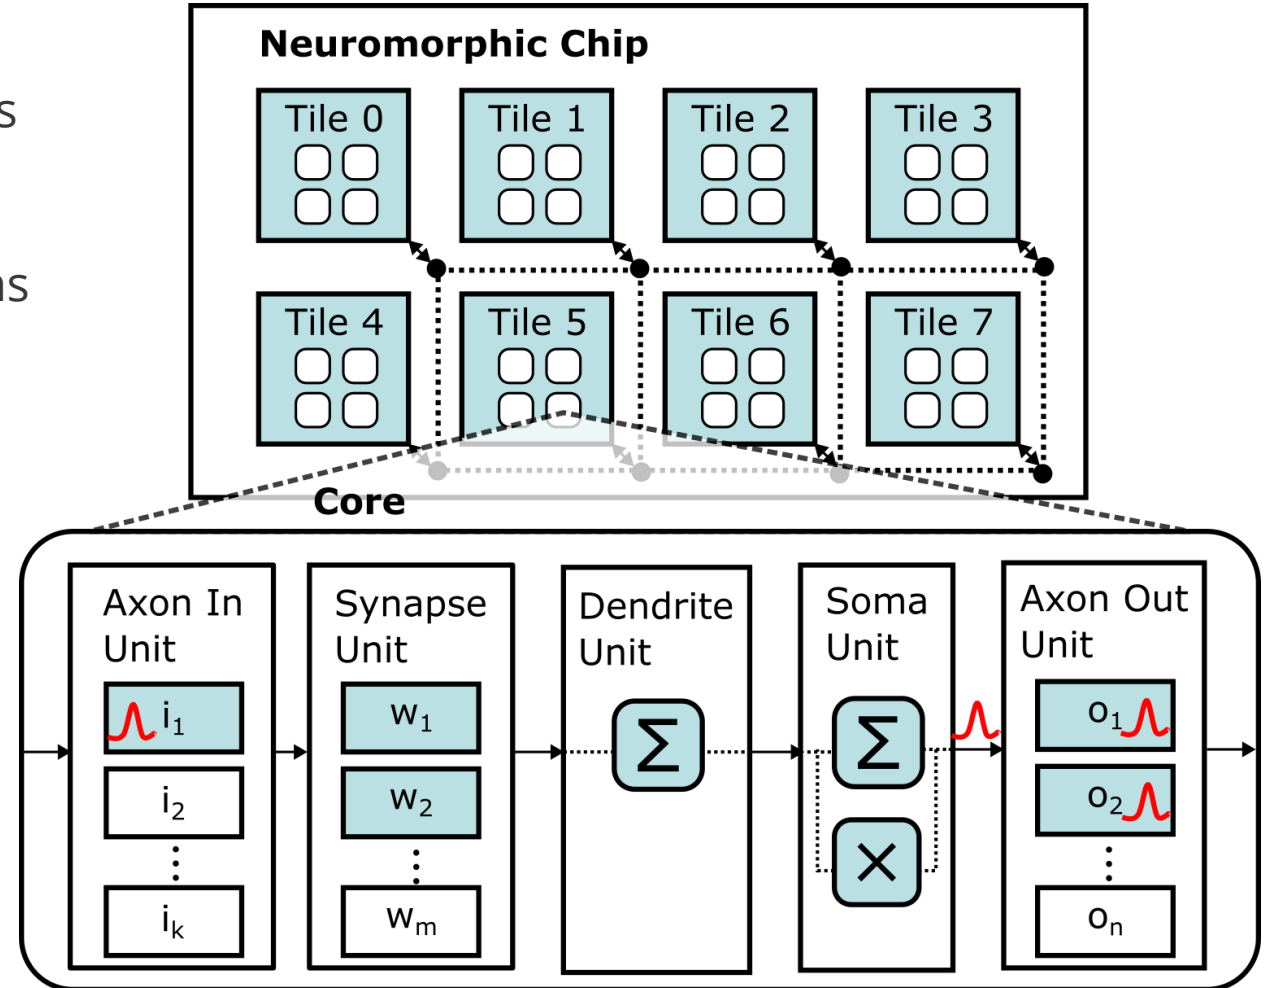 s
ns
Neuromorphic Chip
Tile 0 Tile 1 Tile 2 Tile 3
Tile 4 Tile 5 Tile 6 Tile 7
Core
Axon In
Unit
i₁
i₂
⋮
iₖ
Synapse
Unit
w₁
w₂
⋮
wₘ
Dendrite
Unit
Σ
Soma
Unit
Σ
×
Axon Out
Unit
o₁
o₂
⋮
oₙ